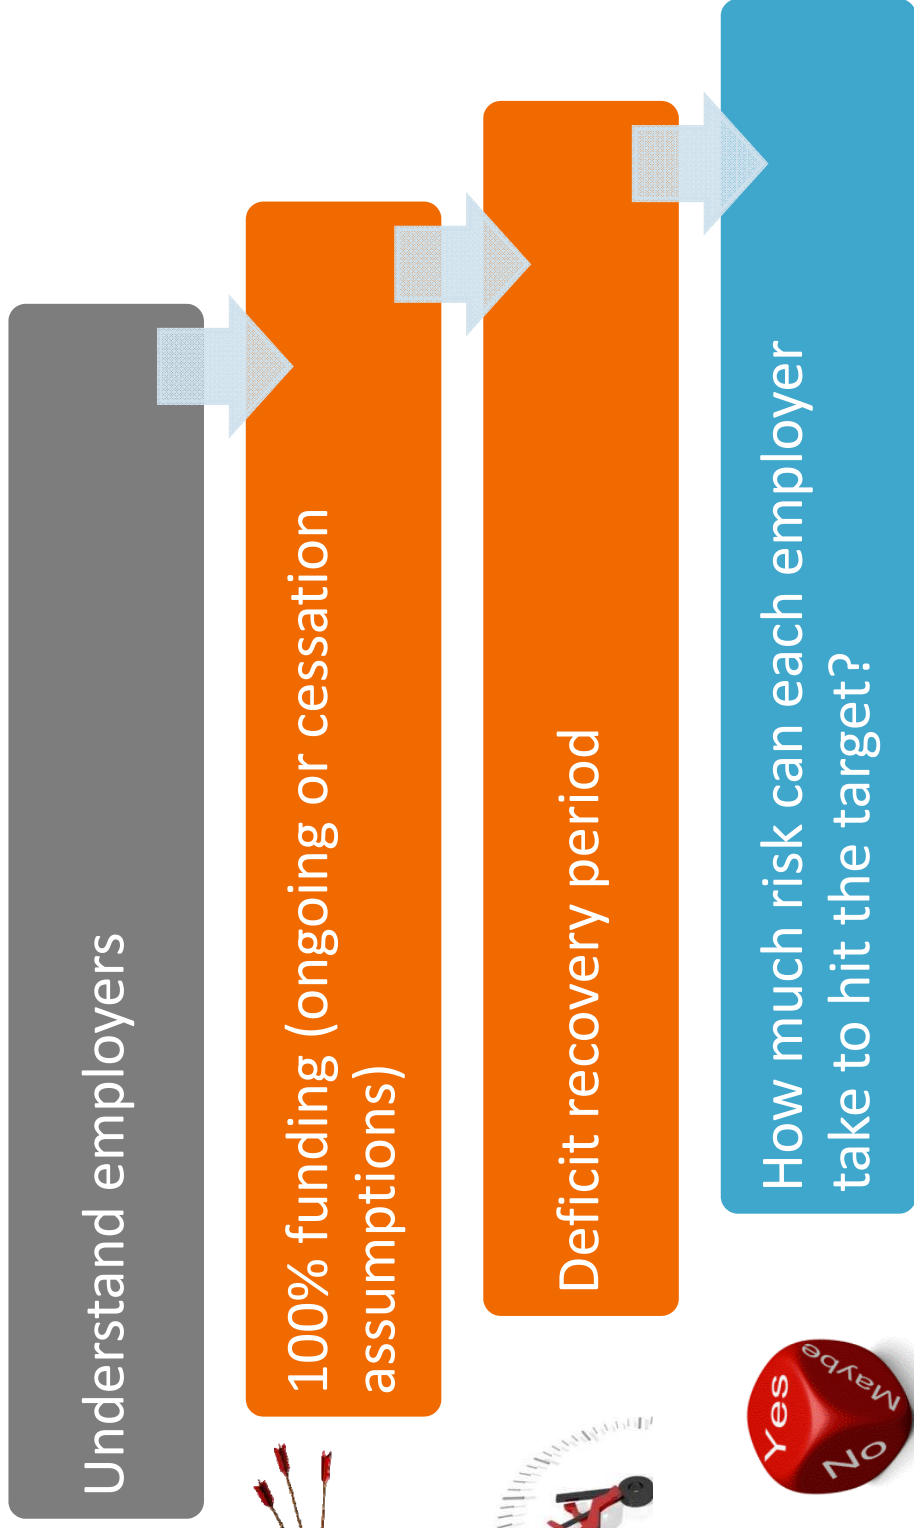 Understand employers
100% funding (ongoing or cessation
assumptions)
Deficit recovery period
How much risk can each employer
take to hit the target?
Yes
No
Maybe